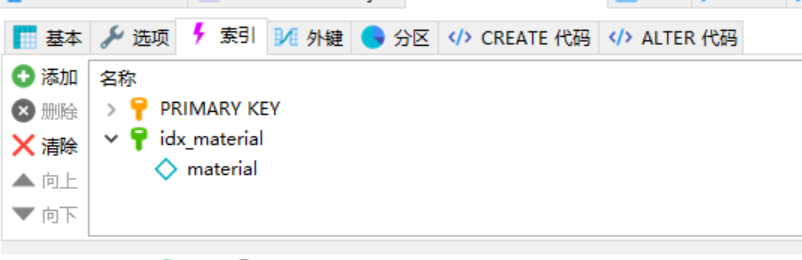 基本 选项 索引 外键 分区 CREATE 代码 ALTER 代码
添加 名称
删除 PRIMARY KEY
清除 idx_material
向上 material
向下